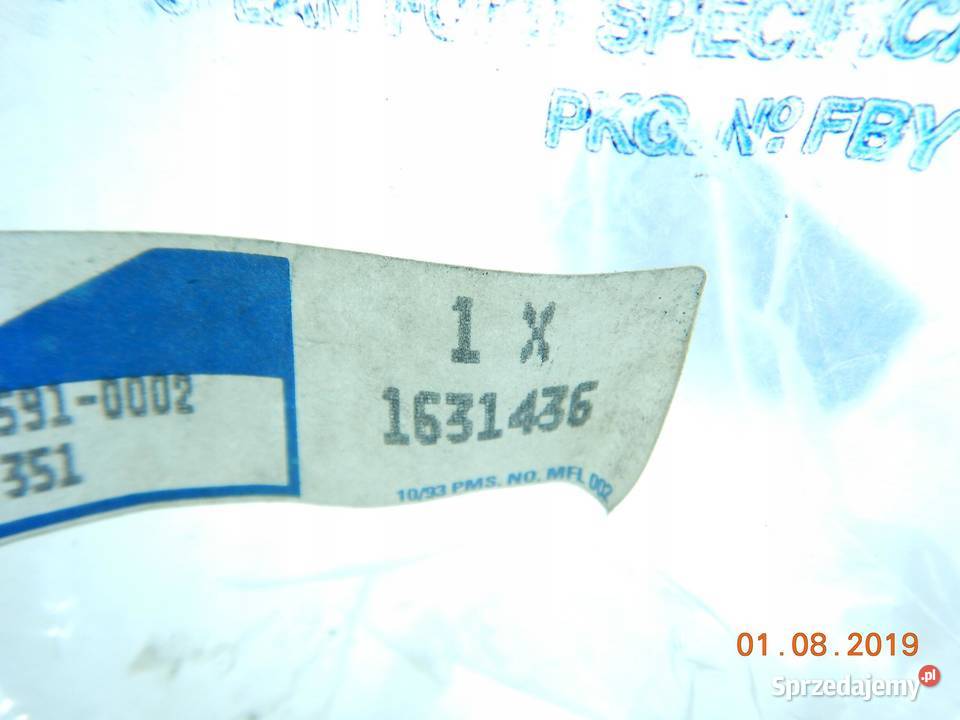 SPECIFICA
PKG. Nº FBY
1 X
591-0002
1631436
351
10/93 PMS. NO. MFL 002
01.08.2019
Sprzedajemy.pl